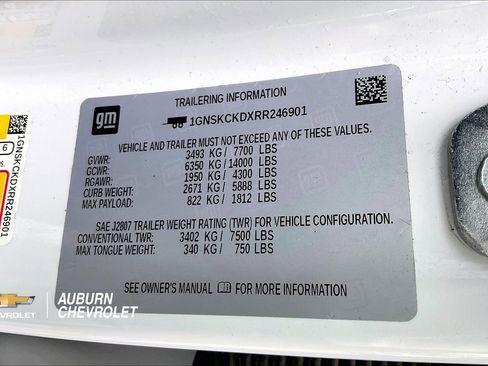 TRAILERING INFORMATION
gm
1GNSKCKDXRR246901
VEHICLE AND TRAILER MUST NOT EXCEED ANY OF THESE VALUES.
GVWR: 3493 KG / 7700 LBS
GCWR: 6350 KG / 14000 LBS
RGAWR: 1950 KG / 4300 LBS
CURB WEIGHT: 2671 KG / 5888 LBS
MAX PAYLOAD: 822 KG / 1812 LBS
SAE J2807 TRAILER WEIGHT RATING (TWR) FOR VEHICLE CONFIGURATION.
CONVENTIONAL TWR: 3402 KG / 7500 LBS
MAX TONGUE WEIGHT: 340 KG / 750 LBS
SEE OWNER'S MANUAL FOR MORE INFORMATION
1GNSKCKDXRR246901
6
CHEVROLET
AUBURN
CHEVROLET